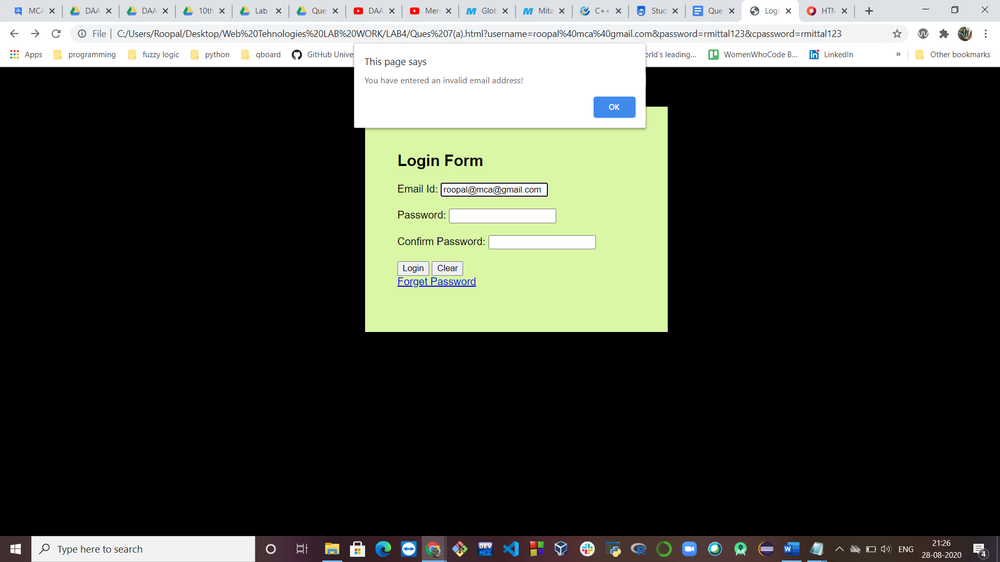 MCA DAA DAA 10th Lab Que YouTube DAA Mer Glob Mita C++ Stud Que Logi HTM
File C:/Users/Roopal/Desktop/Web%20Tehnologies%20LAB%20WORK/LAB4/Ques%207(a).html?username=roopal%40mca%40gmail.com&password=rmittal123&cpassword=rmittal123
Apps programming fuzzy logic python qboard GitHub Unive orld's leading... WomenWhoCode B... LinkedIn » Other bookmarks
This page says
You have entered an invalid email address!
OK
Login Form
Email Id: roopal@mca@gmail.com
Password:
Confirm Password:
Login Clear
Forget Password
Type here to search
DEV C++
ENG
21:26
28-08-2020
4